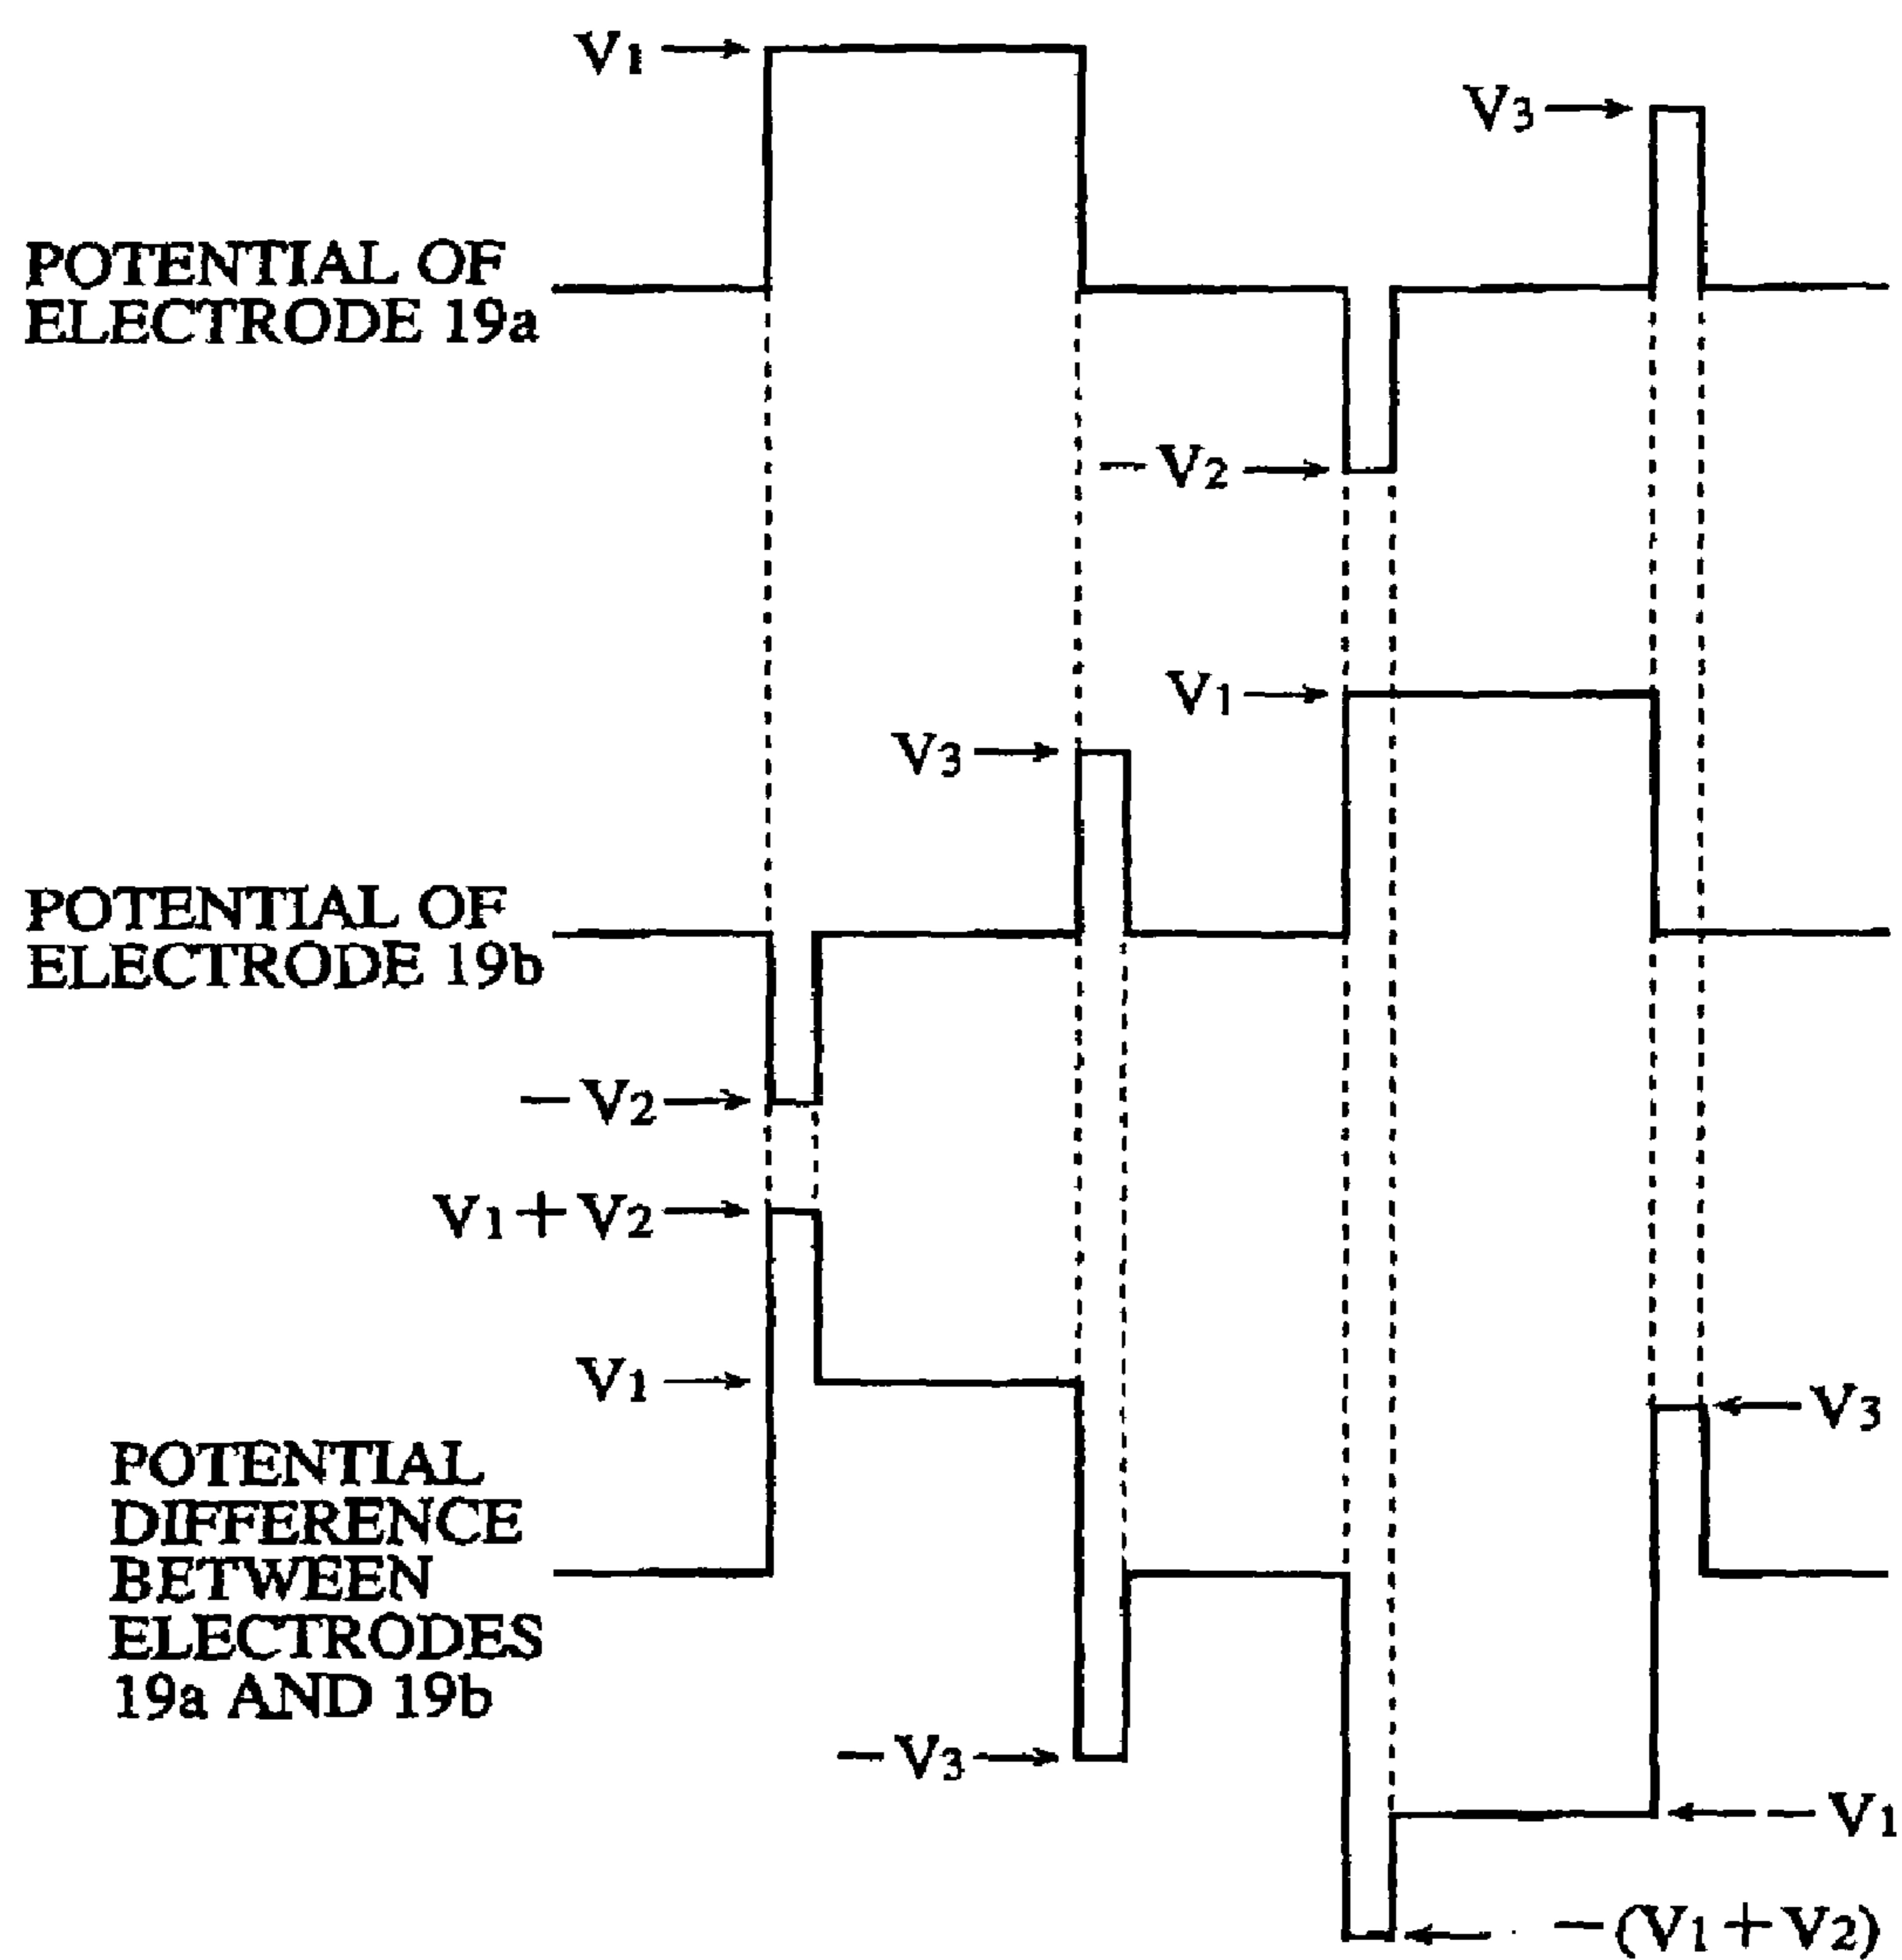 V1
V3
POTENTIAL OF
ELECTRODE 19a
−V2
V1
V3
POTENTIAL OF
ELECTRODE 19b
−V2
V1+V2
V1
V3
POTENTIAL
DIFFERENCE
BETWEEN
ELECTRODES
19a AND 19b
−V3
−V1
−(V1+V2)